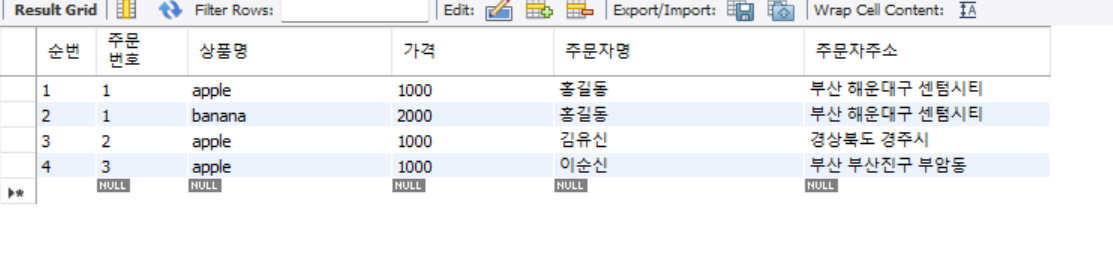 Result Grid Filter Rows: Edit: Export/Import: Wrap Cell Content: IA
순번 주문번호 상품명 가격 주문자명 주문자주소
1 1 apple 1000 홍길동 부산 해운대구 센텀시티
2 1 banana 2000 홍길동 부산 해운대구 센텀시티
3 2 apple 1000 김유신 경상북도 경주시
4 3 apple 1000 이순신 부산 부산진구 부암동
NULL NULL NULL NULL NULL